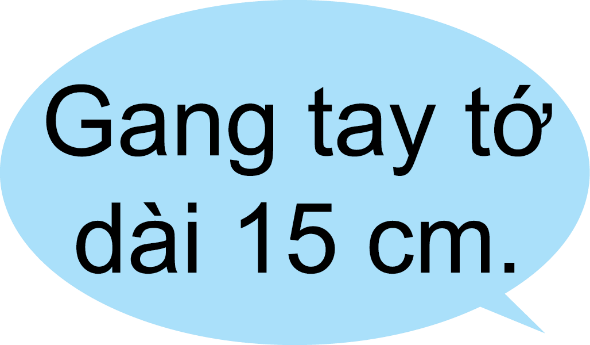 Gang tay tớ
dài 15 cm.